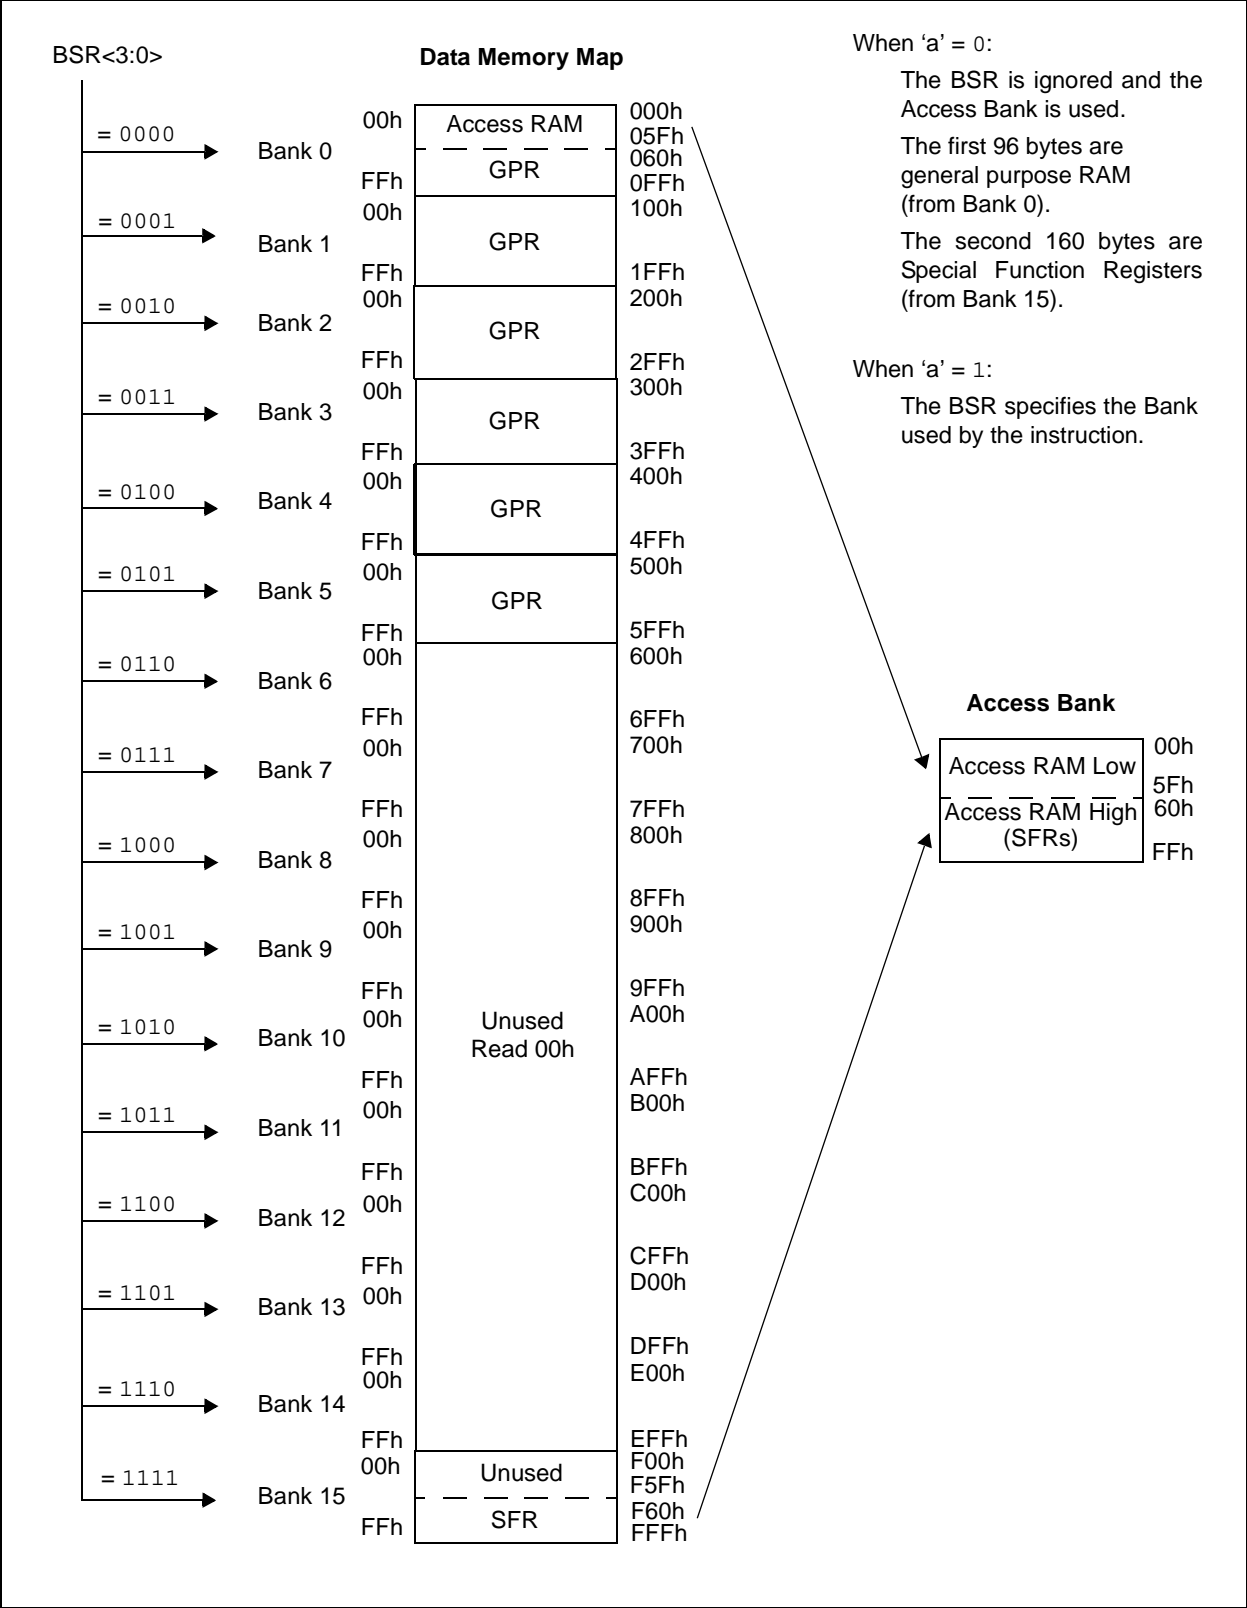 BSR<3:0>
Data Memory Map
When ‘a’ = 0:
The BSR is ignored and the
Access Bank is used.
The first 96 bytes are
general purpose RAM
(from Bank 0).
The second 160 bytes are
Special Function Registers
(from Bank 15).
When ‘a’ = 1:
The BSR specifies the Bank
used by the instruction.
= 0000
Bank 0
00h
FFh
Access RAM
GPR
000h
05Fh
060h
0FFh
= 0001
Bank 1
00h
FFh
GPR
100h
1FFh
= 0010
Bank 2
00h
FFh
GPR
200h
2FFh
= 0011
Bank 3
00h
FFh
GPR
300h
3FFh
= 0100
Bank 4
00h
FFh
GPR
400h
4FFh
= 0101
Bank 5
00h
FFh
GPR
500h
5FFh
= 0110
Bank 6
00h
FFh
600h
6FFh
= 0111
Bank 7
00h
FFh
700h
7FFh
= 1000
Bank 8
00h
FFh
800h
8FFh
= 1001
Bank 9
00h
FFh
900h
9FFh
= 1010
Bank 10
00h
FFh
Unused
Read 00h
A00h
AFFh
= 1011
Bank 11
00h
FFh
B00h
BFFh
= 1100
Bank 12
00h
FFh
C00h
CFFh
= 1101
Bank 13
00h
FFh
D00h
DFFh
= 1110
Bank 14
00h
FFh
E00h
EFFh
= 1111
Bank 15
00h
FFh
Unused
SFR
F00h
F5Fh
F60h
FFFh
Access Bank
Access RAM Low
Access RAM High
(SFRs)
00h
5Fh
60h
FFh